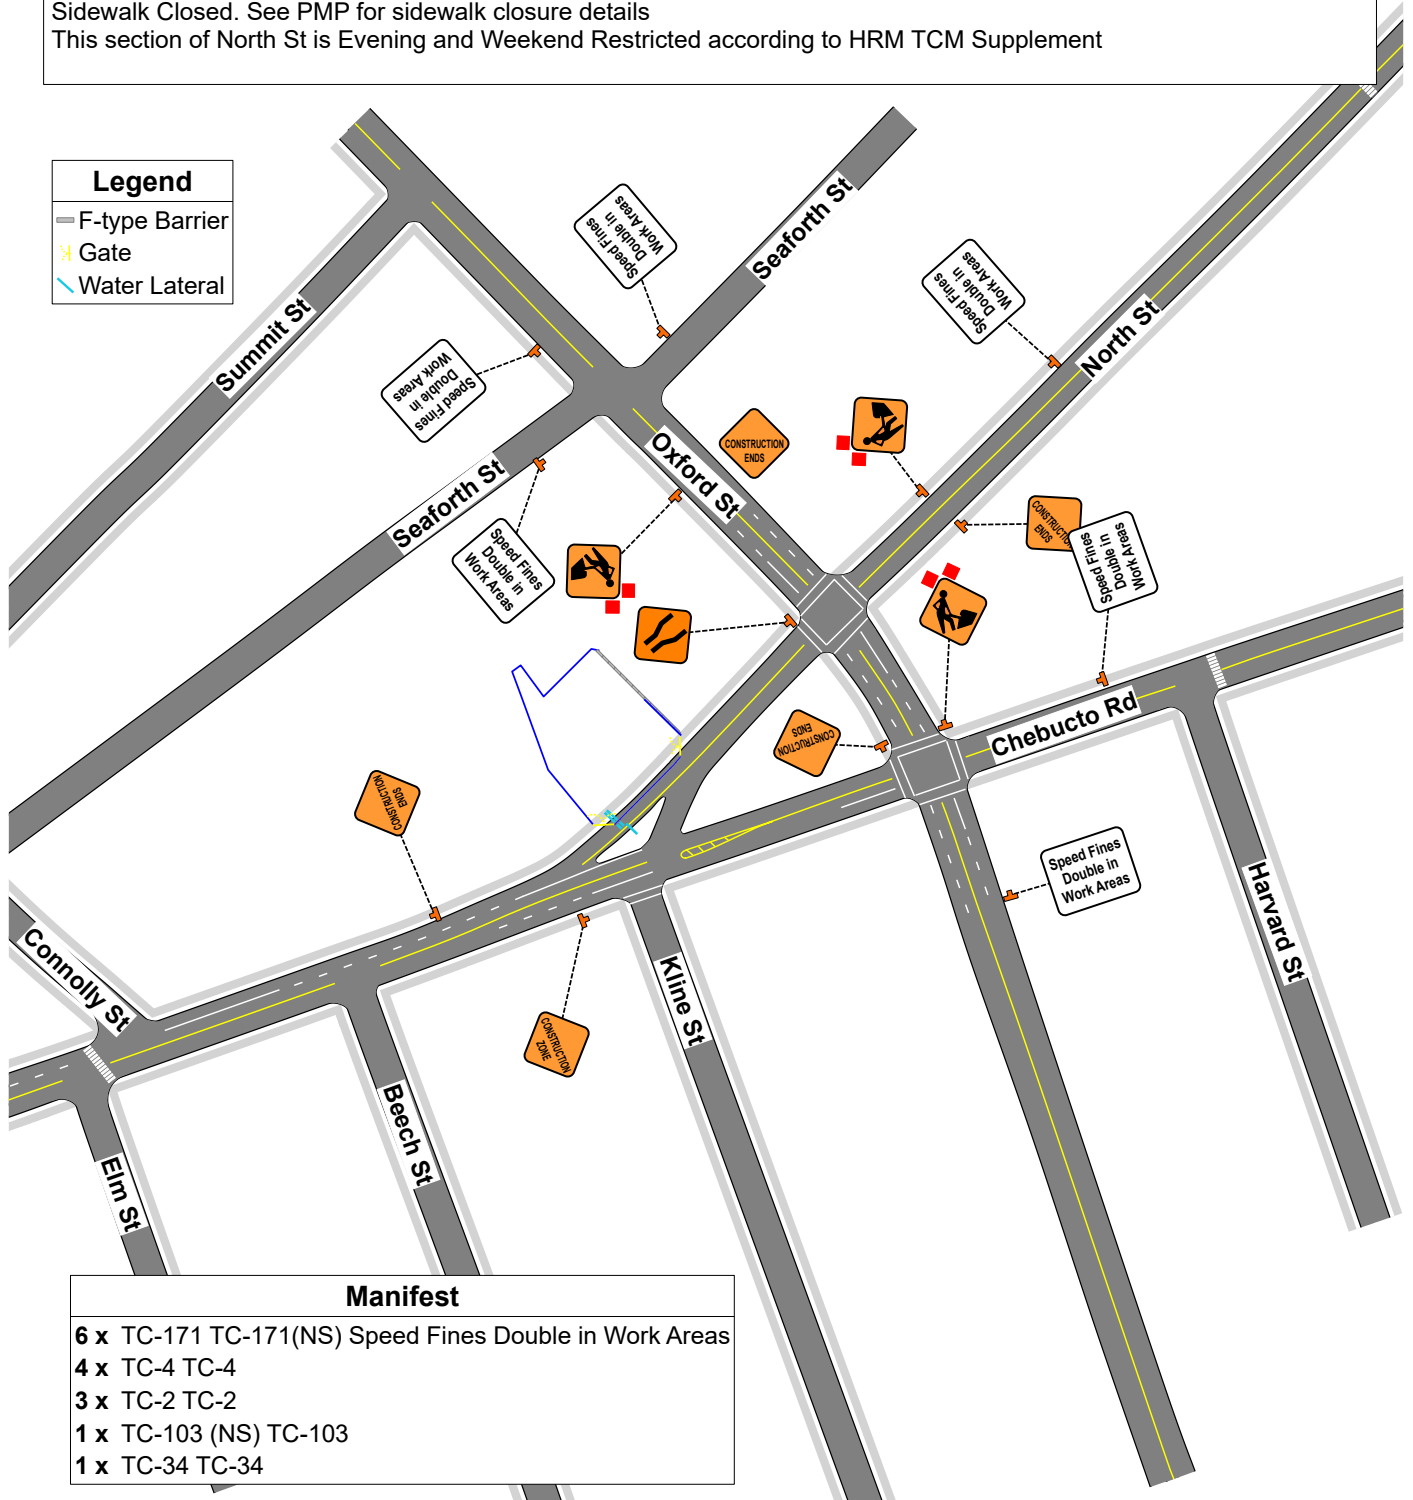 Sidewalk Closed. See PMP for sidewalk closure details
This section of North St is Evening and Weekend Restricted according to HRM TCM Supplement
Legend
F-type Barrier
Gate
Water Lateral
Summit St
Speed Fines
Double in
Work Areas
Seaforth St
Speed Fines
Double in
Work Areas
North St
Speed Fines
Double in
Work Areas
Seaforth St
Oxford St
CONSTRUCTION
ENDS
Speed Fines
Double in
Work Areas
CONSTRUCTION
ENDS
Speed Fines
Double in
Work Areas
Chebucto Rd
CONSTRUCTION
ENDS
CONSTRUCTION
ENDS
Speed Fines
Double in
Work Areas
Harvard St
Connolly St
Kline St
CONSTRUCTION
ZONE
Beech St
Elm St
Manifest
6 x TC-171 TC-171(NS) Speed Fines Double in Work Areas
4 x TC-4 TC-4
3 x TC-2 TC-2
1 x TC-103 (NS) TC-103
1 x TC-34 TC-34